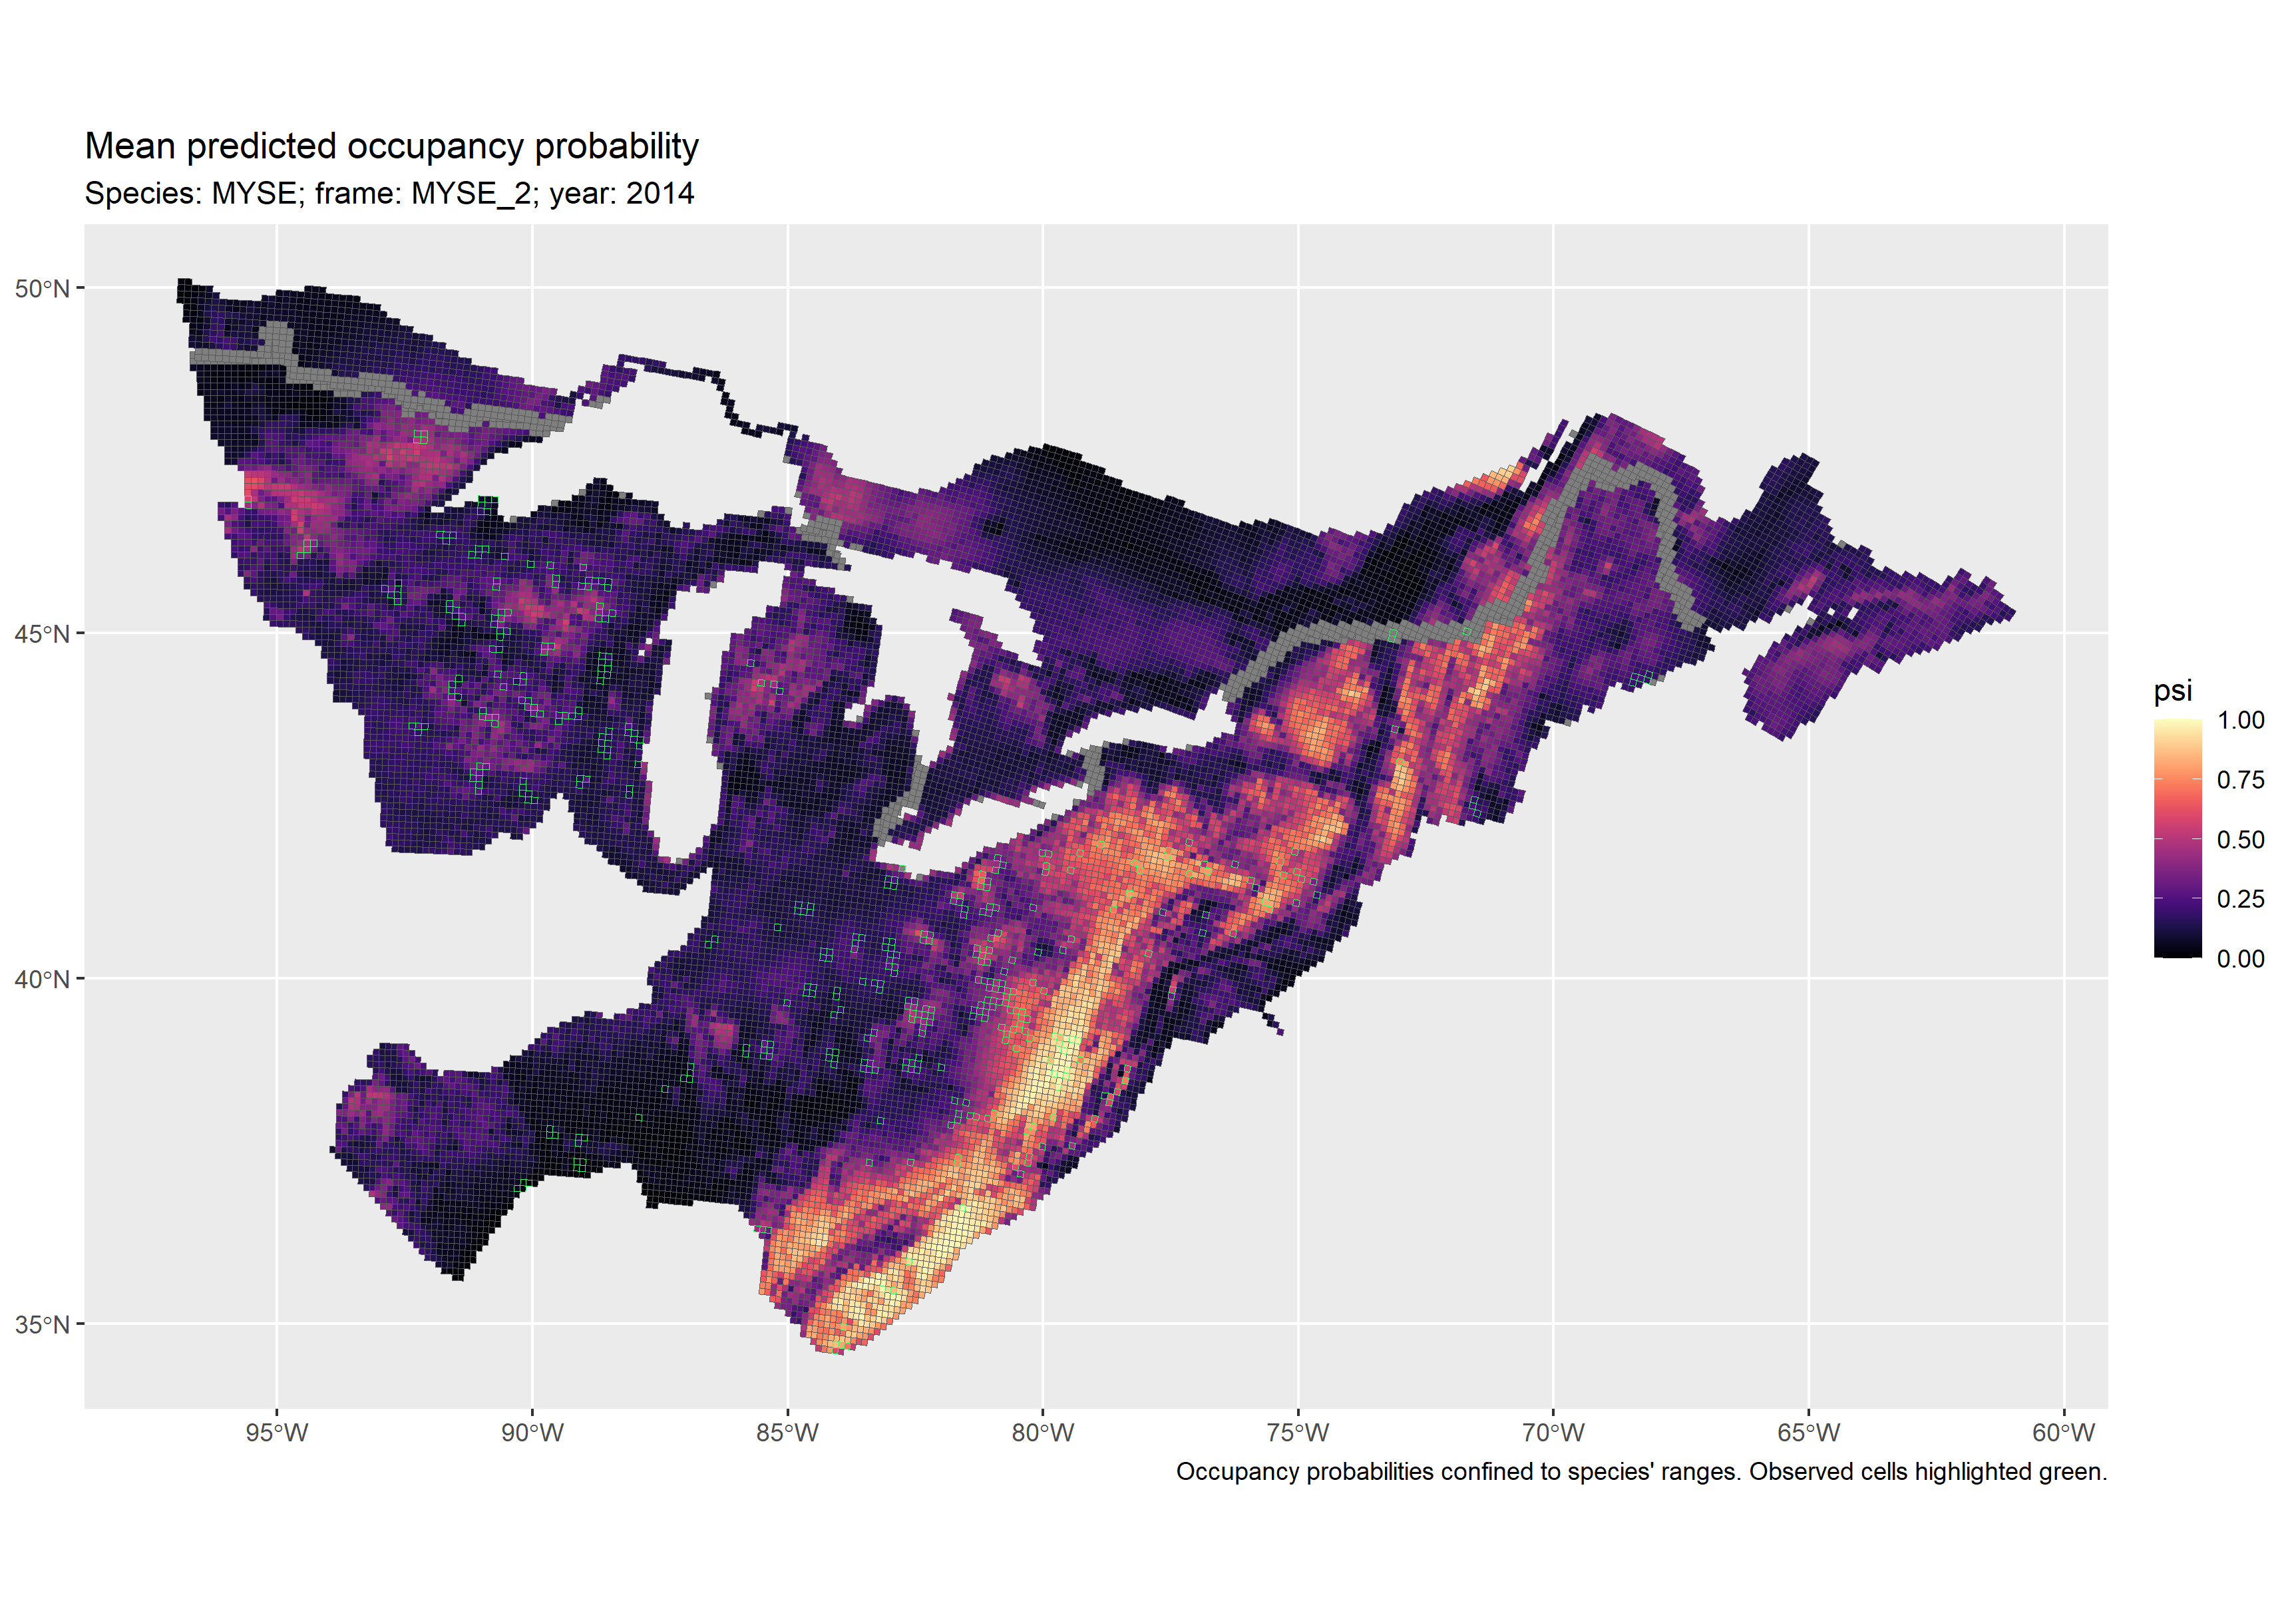 Mean predicted occupancy probability
Species: MYSE; frame: MYSE_2; year: 2014
50°N
45°N
40°N
35°N
95°W
90°W
85°W
80°W
75°W
70°W
65°W
60°W
psi
1.00
0.75
0.50
0.25
0.00
Occupancy probabilities confined to species' ranges. Observed cells highlighted green.